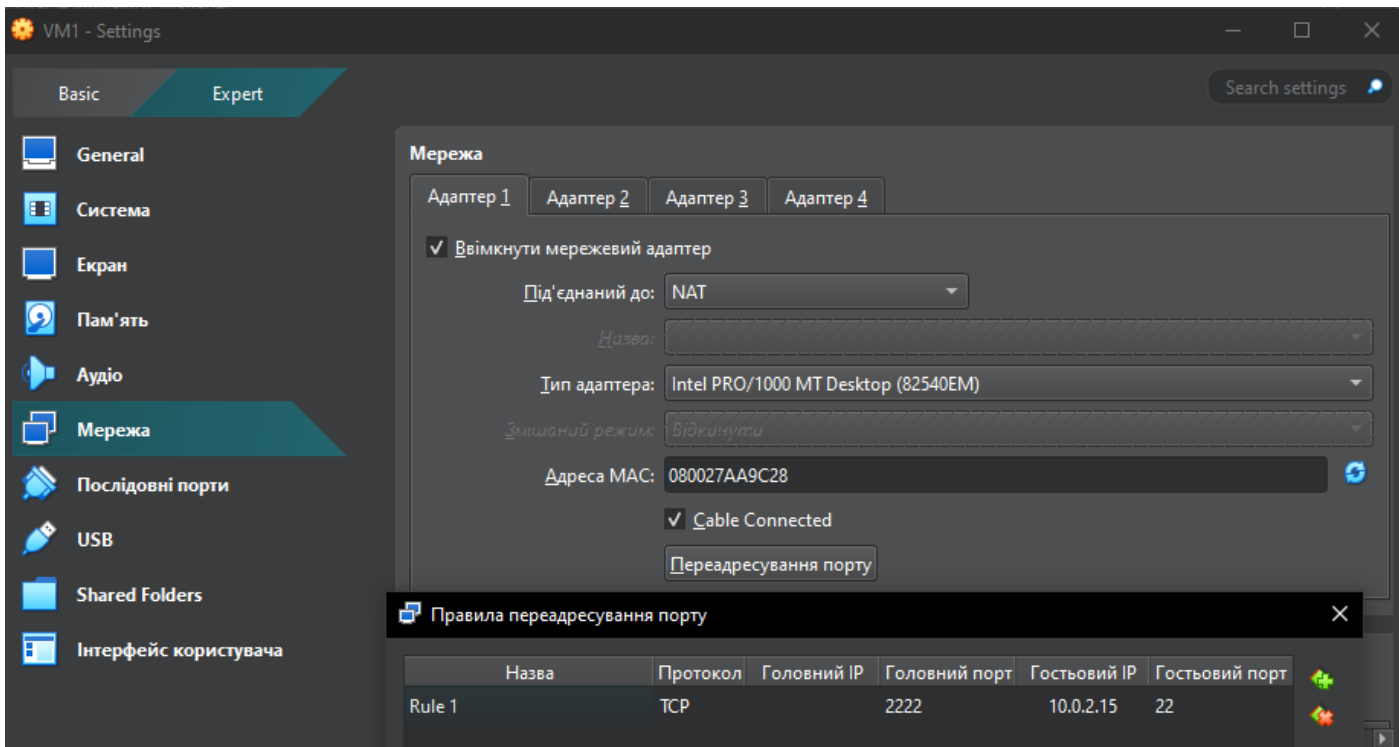 VM1 - Settings
Basic
Expert
Search settings
General
Система
Екран
Пам'ять
Аудіо
Мережа
Послідовні порти
USB
Shared Folders
Інтерфейс користувача
Мережа
Адаптер 1
Адаптер 2
Адаптер 3
Адаптер 4
Ввімкнути мережевий адаптер
Під'єднаний до: NAT
Назва:
Тип адаптера: Intel PRO/1000 MT Desktop (82540EM)
Змішаний режим: Відкинути
Адреса MAC: 080027AA9C28
Cable Connected
Переадресування порту
Правила переадресування порту
Назва Протокол Головний IP Головний порт Гостьовий IP Гостьовий порт
Rule 1 TCP 2222 10.0.2.15 22